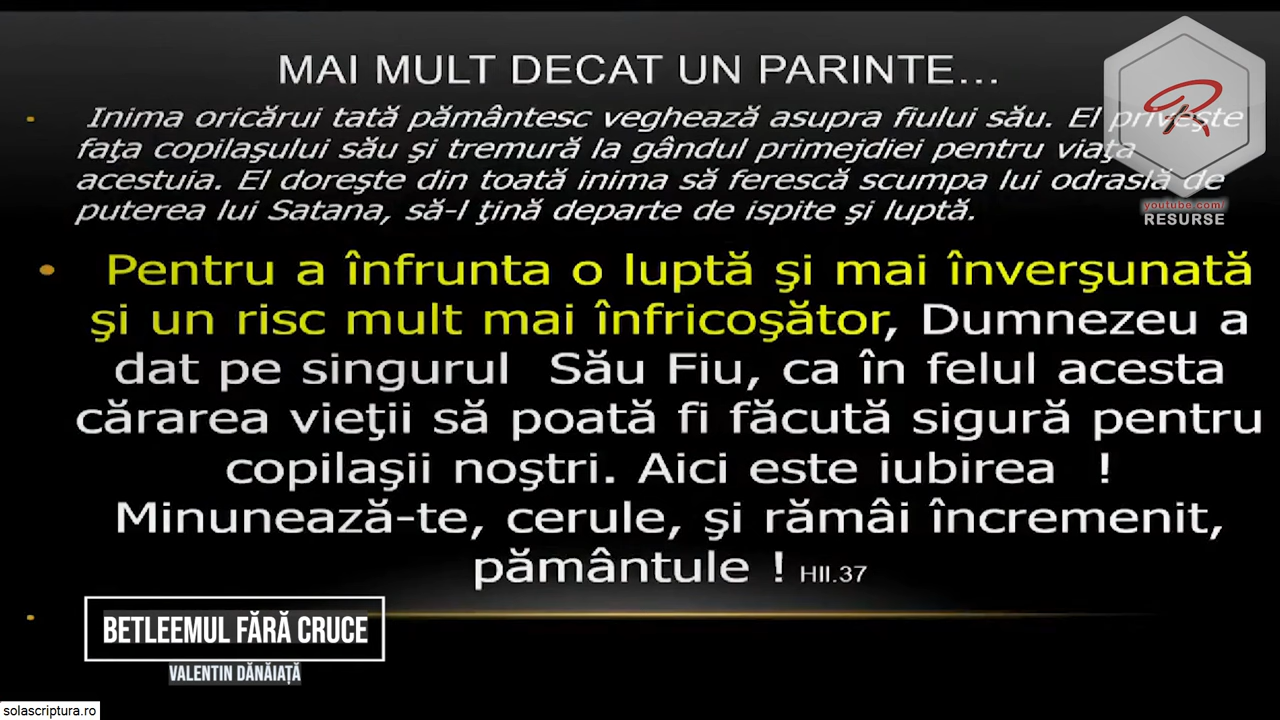 MAI MULT DECAT UN PARINTE...
Inima oricărui tată pământesc veghează asupra fiului său. El priveşte
faţa copilaşului său şi tremură la gândul primejdiei pentru viaţa
acestuia. El doreşte din toată inima să ferescă scumpa lui odraslă de
puterea lui Satana, să-l ţină departe de ispite şi luptă.
Pentru a înfrunta o luptă şi mai înverşunată
şi un risc mult mai înfricoşător, Dumnezeu a
dat pe singurul Său Fiu, ca în felul acesta
cărarea vieţii să poată fi făcută sigură pentru
copilaşii noştri. Aici este iubirea !
Minunează-te, cerule, şi rămâi încremenit,
pământule ! HII.37
R
youtube.com/
RESURSE
BETLEEMUL FĂRĂ CRUCE
VALENTIN DĂNĂIAȚĂ
solascriptura.ro